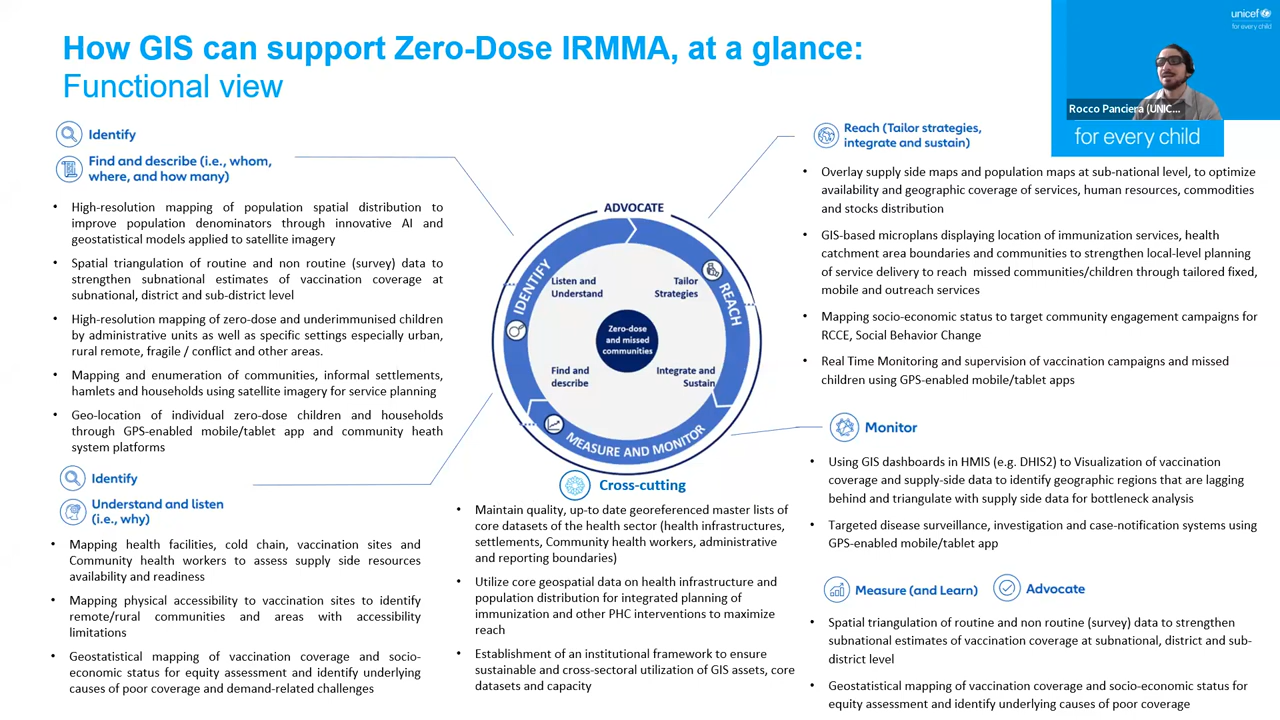 How GIS can support Zero-Dose IRMMA, at a glance:
Functional view
unicef
for every child
Rocco Panciera (UNIC...
for every child
Identify
Find and describe (i.e., whom,
where, and how many)
• High-resolution mapping of population spatial distribution to
improve population denominators through innovative AI and
geostatistical models applied to satellite imagery
• Spatial triangulation of routine and non routine (survey) data to
strengthen subnational estimates of vaccination coverage at
subnational, district and sub-district level
• High-resolution mapping of zero-dose and underimmunised children
by administrative units as well as specific settings especially urban,
rural remote, fragile / conflict and other areas.
• Mapping and enumeration of communities, informal settlements,
hamlets and households using satellite imagery for service planning
• Geo-location of individual zero-dose children and households
through GPS-enabled mobile/tablet app and community heath
system platforms
Identify
Understand and listen
(i.e., why)
• Mapping health facilities, cold chain, vaccination sites and
Community health workers to assess supply side resources
availability and readiness
• Mapping physical accessibility to vaccination sites to identify
remote/rural communities and areas with accessibility
limitations
• Geostatistical mapping of vaccination coverage and socio-
economic status for equity assessment and identify underlying
causes of poor coverage and demand-related challenges
ADVOCATE
IDENTIFY
REACH
MEASURE AND MONITOR
Listen and
Understand
Tailor
Strategies
Zero-dose
and missed
communities
Find and
describe
Integrate and
Sustain
Cross-cutting
• Maintain quality, up-to date georeferenced master lists of
core datasets of the health sector (health infrastructures,
settlements, Community health workers, administrative
and reporting boundaries)
• Utilize core geospatial data on health infrastructure and
population distribution for integrated planning of
immunization and other PHC interventions to maximize
reach
• Establishment of an institutional framework to ensure
sustainable and cross-sectoral utilization of GIS assets, core
datasets and capacity
Reach (Tailor strategies,
integrate and sustain)
• Overlay supply side maps and population maps at sub-national level, to optimize
availability and geographic coverage of services, human resources, commodities
and stocks distribution
• GIS-based microplans displaying location of immunization services, health
catchment area boundaries and communities to strengthen local-level planning
of service delivery to reach missed communities/children through tailored fixed,
mobile and outreach services
• Mapping socio-economic status to target community engagement campaigns for
RCCE, Social Behavior Change
• Real Time Monitoring and supervision of vaccination campaigns and missed
children using GPS-enabled mobile/tablet apps
Monitor
• Using GIS dashboards in HMIS (e.g. DHIS2) to Visualization of vaccination
coverage and supply-side data to identify geographic regions that are lagging
behind and triangulate with supply side data for bottleneck analysis
• Targeted disease surveillance, investigation and case-notification systems using
GPS-enabled mobile/tablet app
Measure (and Learn)
Advocate
• Spatial triangulation of routine and non routine (survey) data to strengthen
subnational estimates of vaccination coverage at subnational, district and sub-
district level
• Geostatistical mapping of vaccination coverage and socio-economic status for
equity assessment and identify underlying causes of poor coverage